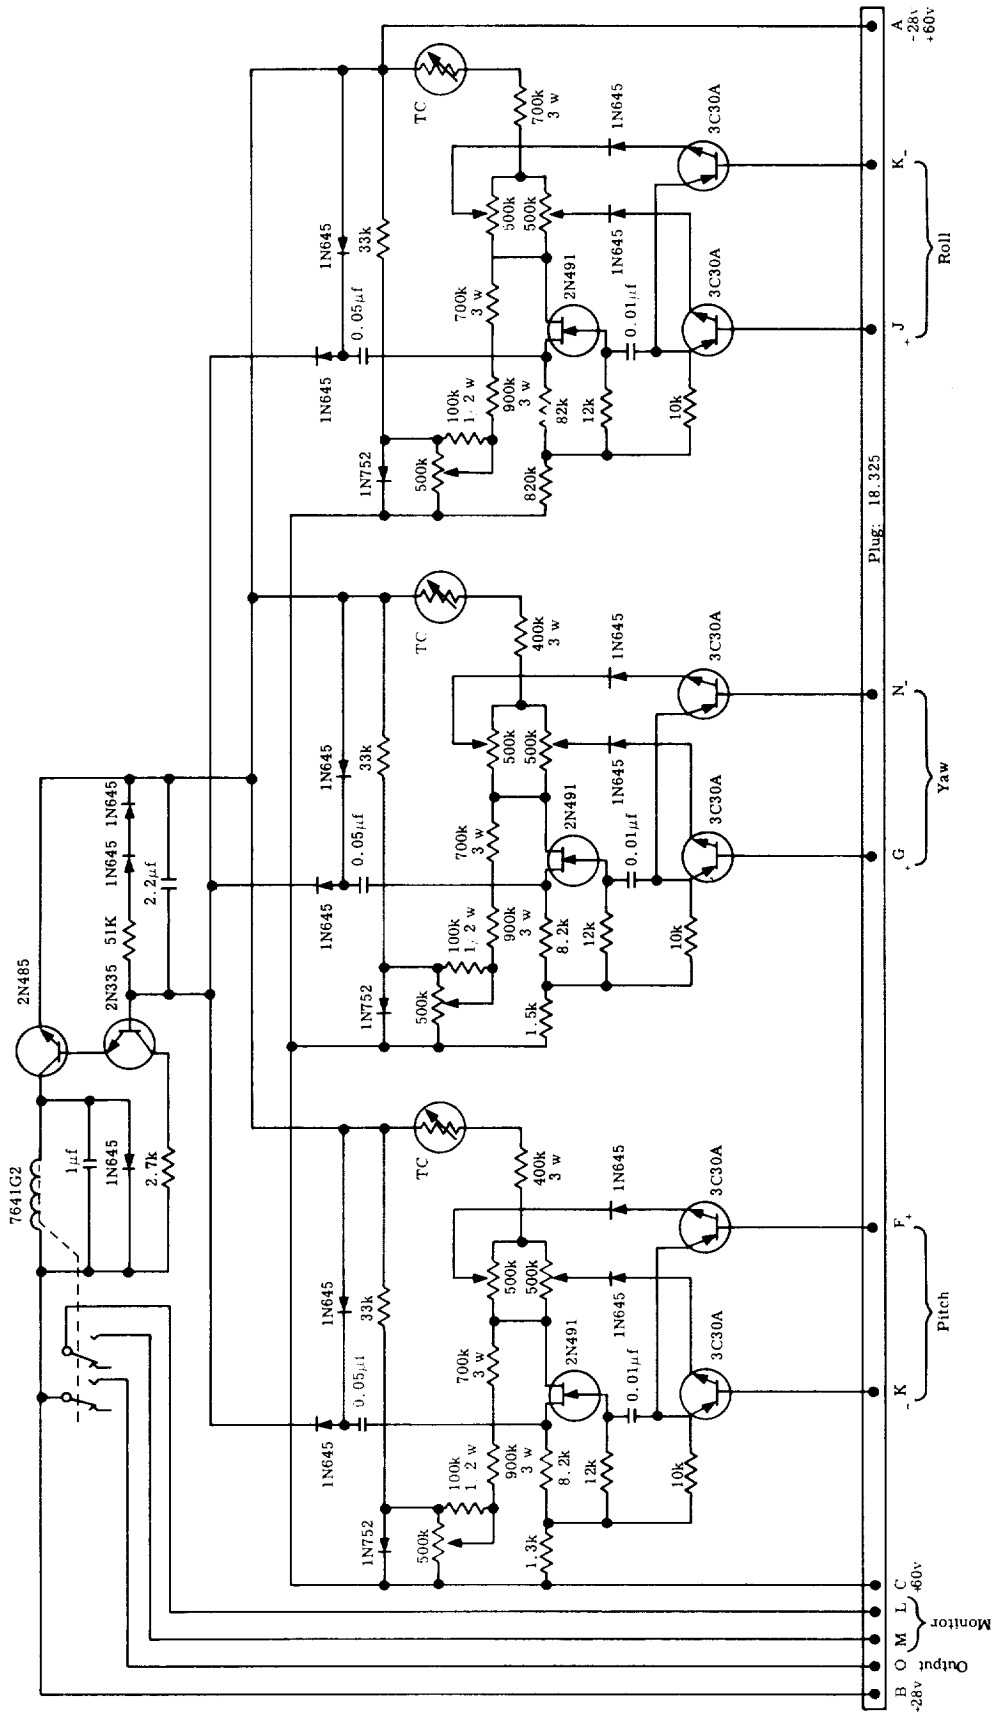 7641G2
2N485
1µf
1N645
2.7k
2N335
51K
1N645
1N645
2.2µf
1N645
1N645
1N752
0.05µf
33k
500k
TC
100k
1/2 w
700k
3 w
900k
3 w
500k
500k
400k
3 w
1.3k
8.2k
2N491
12k
0.01µf
1N645
1N645
10k
3C30A
3C30A
1N645
1N645
1N752
0.05µf
33k
500k
TC
100k
1/2 w
700k
3 w
900k
3 w
500k
500k
400k
3 w
1.5k
8.2k
2N491
12k
0.01µf
1N645
1N645
10k
3C30A
3C30A
1N645
1N645
1N752
0.05µf
33k
500k
TC
100k
1/2 w
700k
3 w
900k
3 w
500k
500k
700k
3 w
820k
82k
2N491
12k
0.01µf
1N645
1N645
10k
3C30A
3C30A
Plug: 18.325
B O M L C K F G N J K A
-28v
+60v
- + + - + -
-28v
+60v
Output
Monitor
Pitch
Yaw
Roll